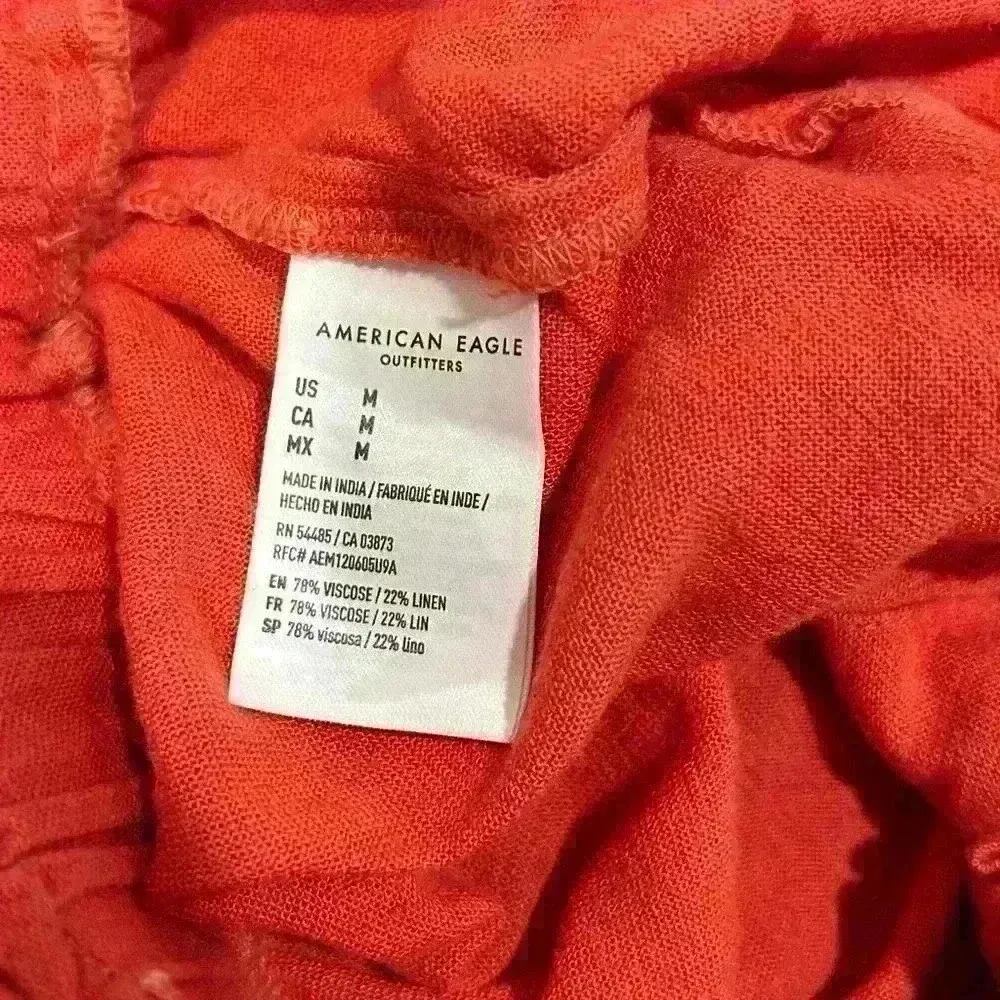 AMERICAN EAGLE
OUTFITTERS
US M
CA M
MX M
MADE IN INDIA / FABRIQUÉ EN INDE /
HECHO EN INDIA
RN 54485 / CA 03873
RFC# AEM120605U9A
EN 78% VISCOSE / 22% LINEN
FR 78% VISCOSE / 22% LIN
SP 78% viscosa / 22% lino